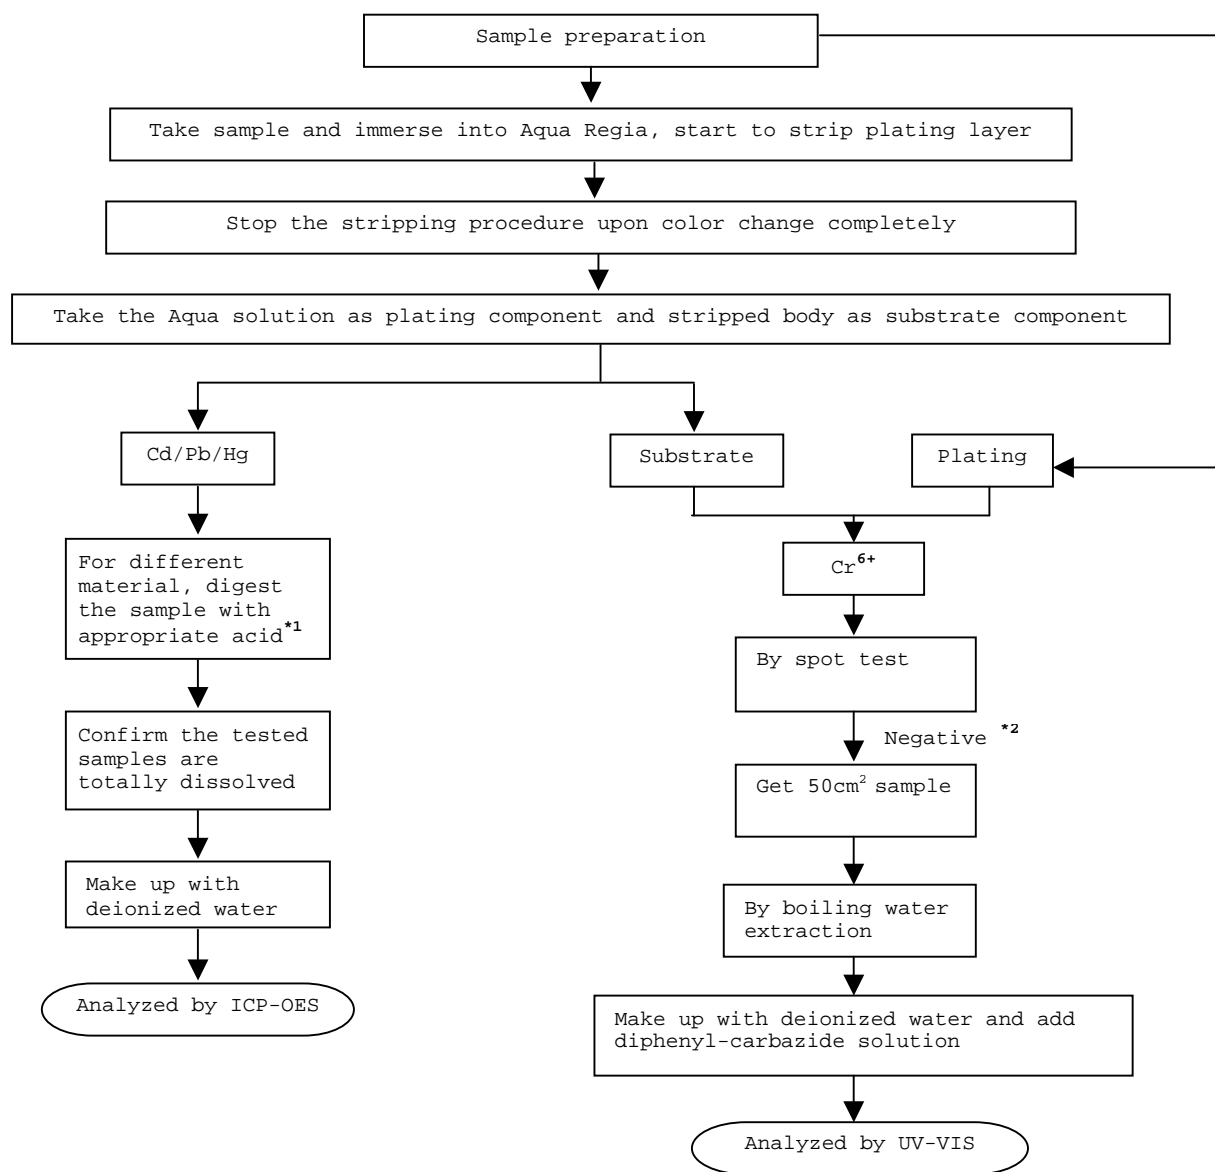 Sample preparation
Take sample and immerse into Aqua Regia, start to strip plating layer
Stop the stripping procedure upon color change completely
Take the Aqua solution as plating component and stripped body as substrate component
Cd/Pb/Hg
Substrate
Plating
For different
material, digest
the sample with
appropriate acid*1
Cr6+
By spot test
Confirm the tested
samples are
totally dissolved
Negative *2
Get 50cm2 sample
Make up with
deionized water
By boiling water
extraction
Analyzed by ICP-OES
Make up with deionized water and add
diphenyl-carbazide solution
Analyzed by UV-VIS